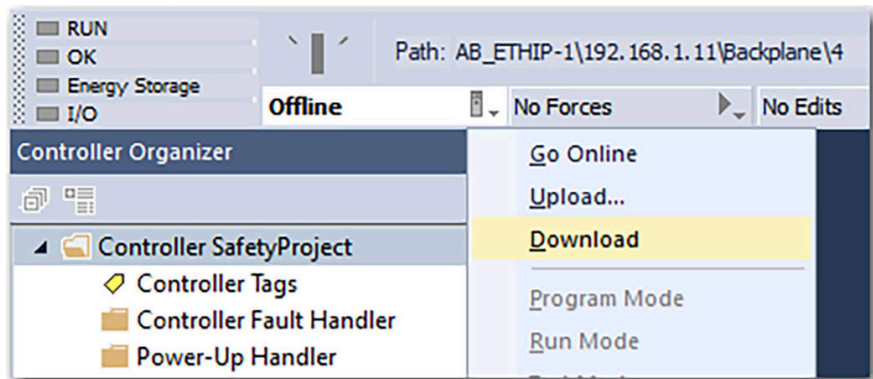 RUN
OK
Energy Storage
I/O
Path: AB_ETHIP-1\192.168.1.11\Backplane\4
Offline No Forces No Edits
Controller Organizer
Go Online
Upload...
Download
Program Mode
Run Mode
Controller SafetyProject
Controller Tags
Controller Fault Handler
Power-Up Handler